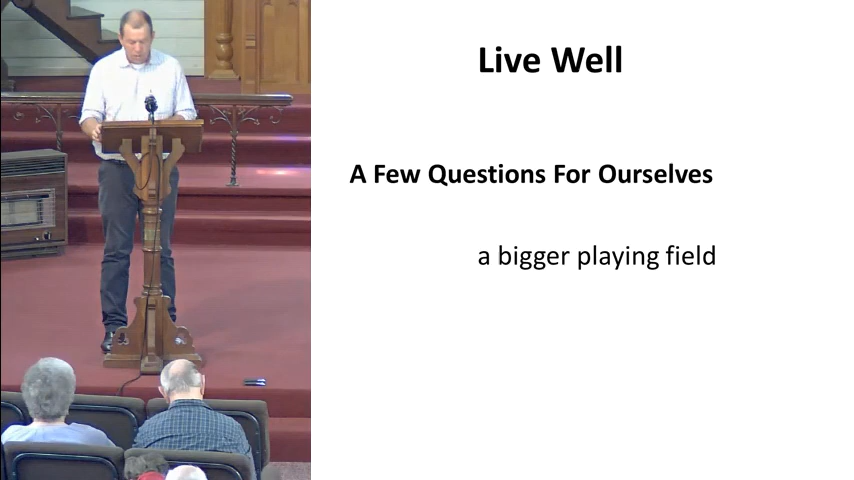 Live Well
A Few Questions For Ourselves
a bigger playing field